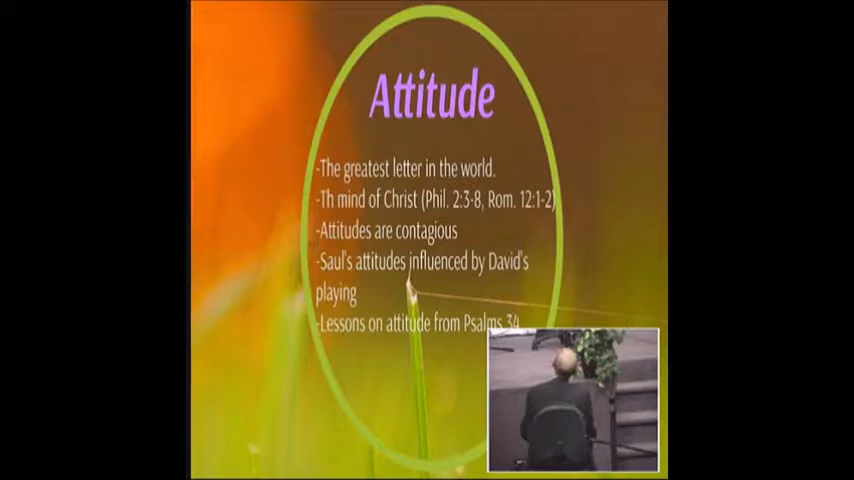 Attitude
-The greatest letter in the world.
-Th mind of Christ (Phil. 2:3-8, Rom. 12:1-2)
-Attitudes are contagious
-Saul's attitudes influenced by David's
playing
-Lessons on attitude from Psalms 34